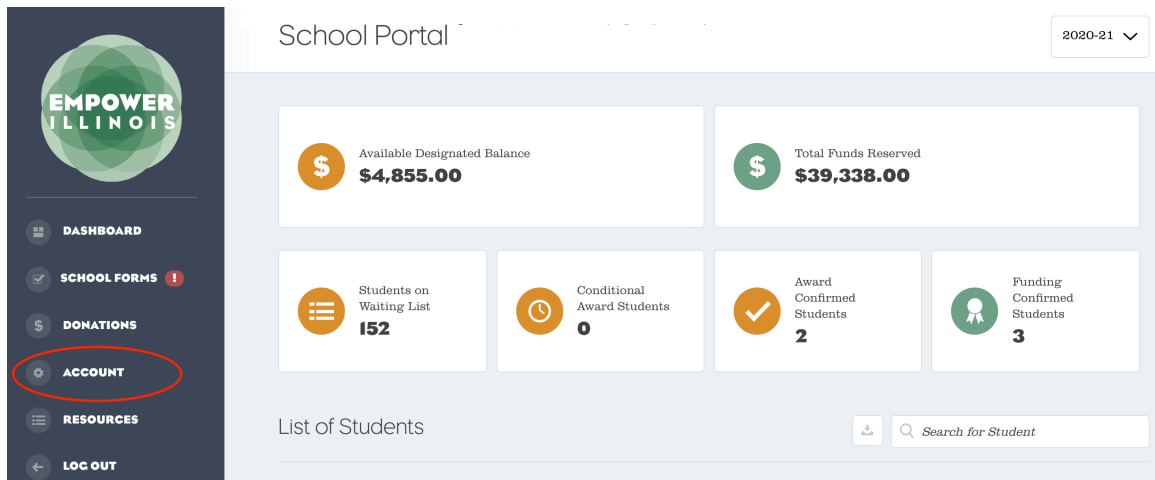 School Portal
2020-21
EMPOWER
ILLINOIS
Available Designated Balance
$4,855.00
Total Funds Reserved
$39,338.00
DASHBOARD
SCHOOL FORMS !
DONATIONS
ACCOUNT
RESOURCES
LOG OUT
Students on
Waiting List
152
Conditional
Award Students
0
Award
Confirmed
Students
2
Funding
Confirmed
Students
3
List of Students
Search for Student